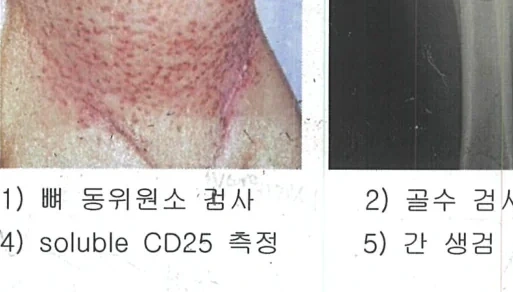 1) 뼈 동위원소 검사 2) 골수 검사
4) soluble CD25 측정 5) 간 생검